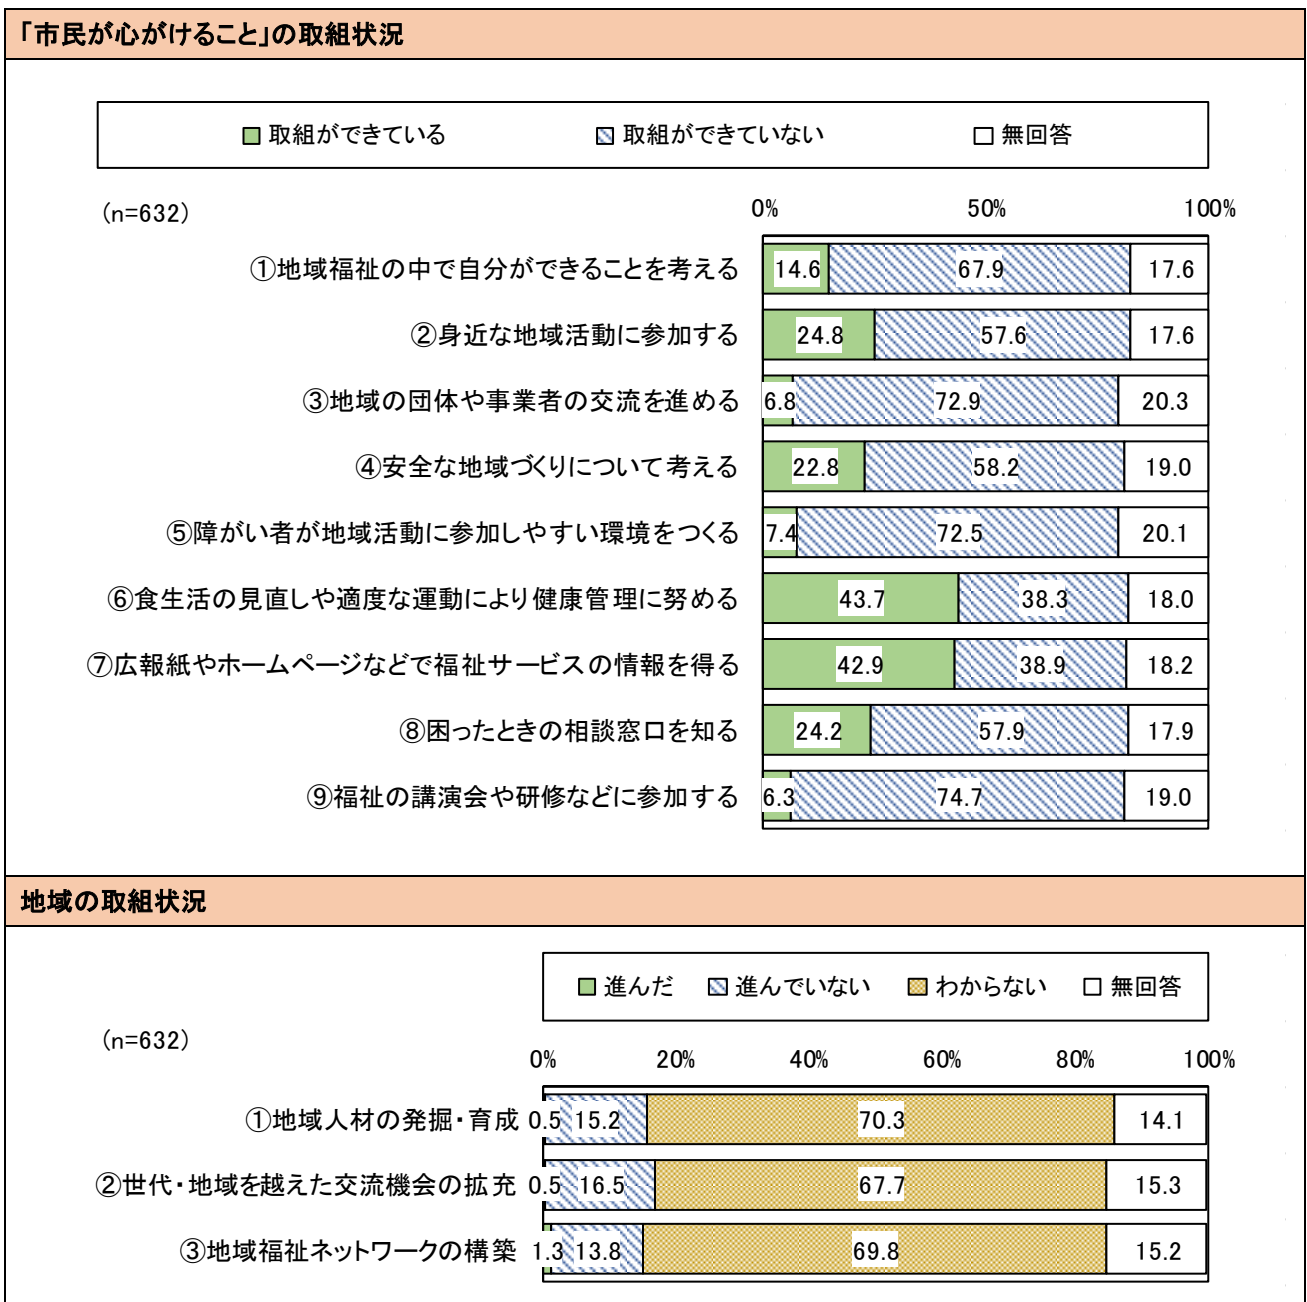 「市民が心がけること」の取組状況
取組ができている 取組ができていない 無回答
(n=632) 0% 50% 100%
①地域福祉の中で自分ができることを考える 14.6 67.9 17.6
②身近な地域活動に参加する 24.8 57.6 17.6
③地域の団体や事業者の交流を進める 6.8 72.9 20.3
④安全な地域づくりについて考える 22.8 58.2 19.0
⑤障がい者が地域活動に参加しやすい環境をつくる 7.4 72.5 20.1
⑥食生活の見直しや適度な運動により健康管理に努める 43.7 38.3 18.0
⑦広報紙やホームページなどで福祉サービスの情報を得る 42.9 38.9 18.2
⑧困ったときの相談窓口を知る 24.2 57.9 17.9
⑨福祉の講演会や研修などに参加する 6.3 74.7 19.0
地域の取組状況
進んだ 進んでいない わからない 無回答
(n=632)
0% 20% 40% 60% 80% 100%
①地域人材の発掘・育成 0.5 15.2 70.3 14.1
②世代・地域を越えた交流機会の拡充 0.5 16.5 67.7 15.3
③地域福祉ネットワークの構築 1.3 13.8 69.8 15.2